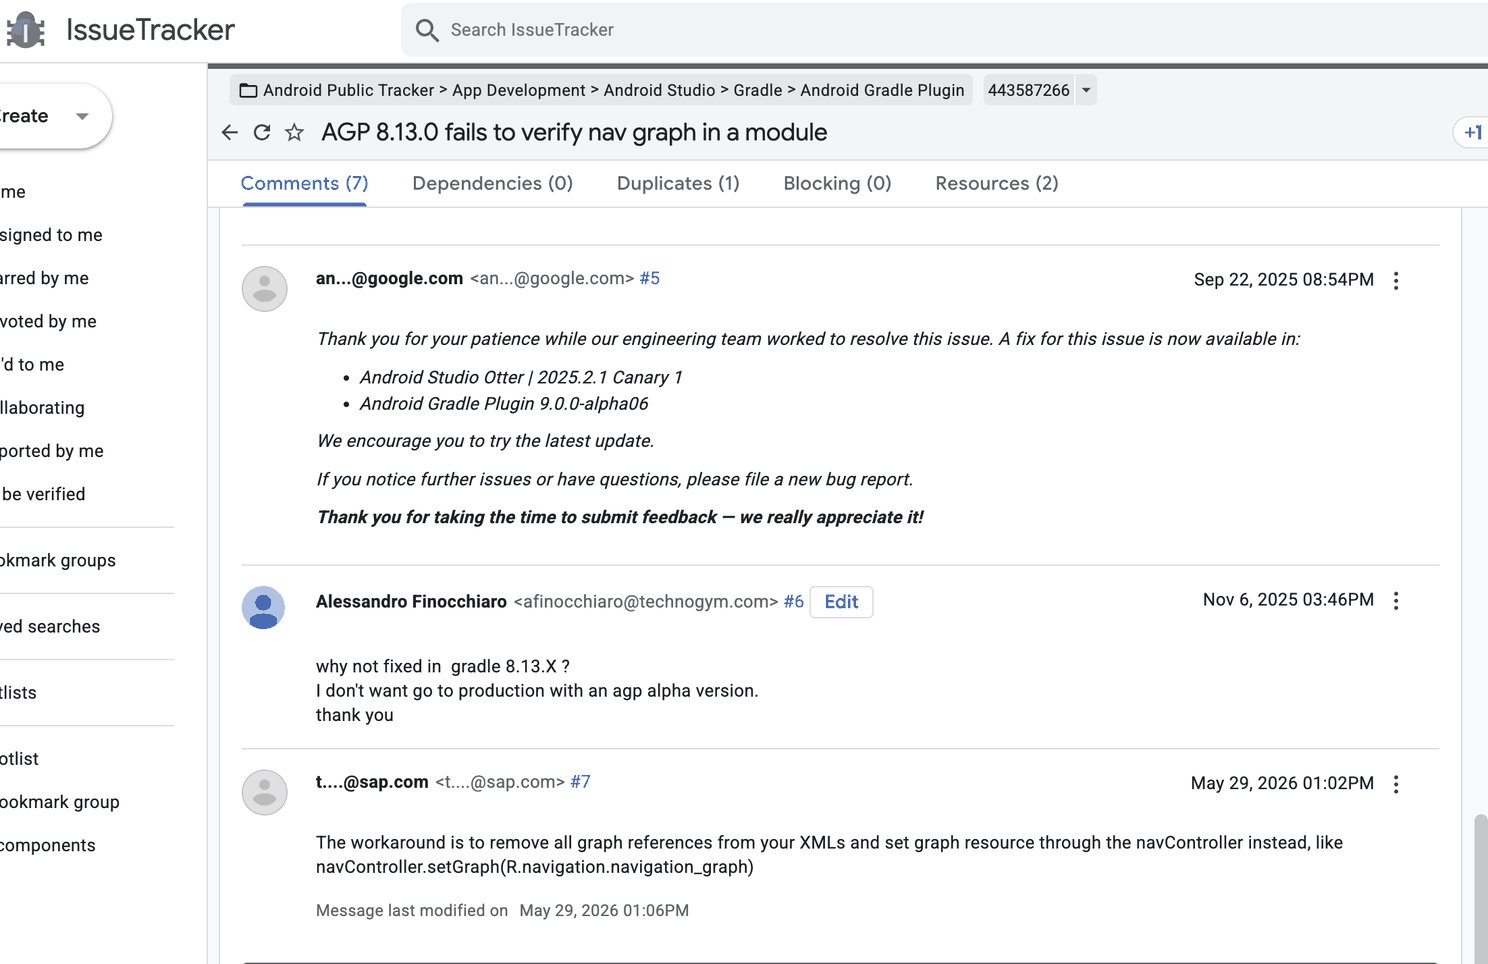 IssueTracker
Search IssueTracker
Android Public Tracker > App Development > Android Studio > Gradle > Android Gradle Plugin
443587266
AGP 8.13.0 fails to verify nav graph in a module
+1
Comments (7)
Dependencies (0)
Duplicates (1)
Blocking (0)
Resources (2)
reate
me
signed to me
arred by me
voted by me
'd to me
llaborating
ported by me
be verified
okmark groups
ved searches
tlists
otlist
ookmark group
components
an...@google.com <an...@google.com> #5
Sep 22, 2025 08:54PM
Thank you for your patience while our engineering team worked to resolve this issue. A fix for this issue is now available in:
• Android Studio Otter | 2025.2.1 Canary 1
• Android Gradle Plugin 9.0.0-alpha06
We encourage you to try the latest update.
If you notice further issues or have questions, please file a new bug report.
Thank you for taking the time to submit feedback — we really appreciate it!
Alessandro Finocchiaro <afinocchiaro@technogym.com> #6 Edit
Nov 6, 2025 03:46PM
why not fixed in  gradle 8.13.X ?
I don't want go to production with an agp alpha version.
thank you
t....@sap.com <t....@sap.com> #7
May 29, 2026 01:02PM
The workaround is to remove all graph references from your XMLs and set graph resource through the navController instead, like
navController.setGraph(R.navigation.navigation_graph)
Message last modified on May 29, 2026 01:06PM